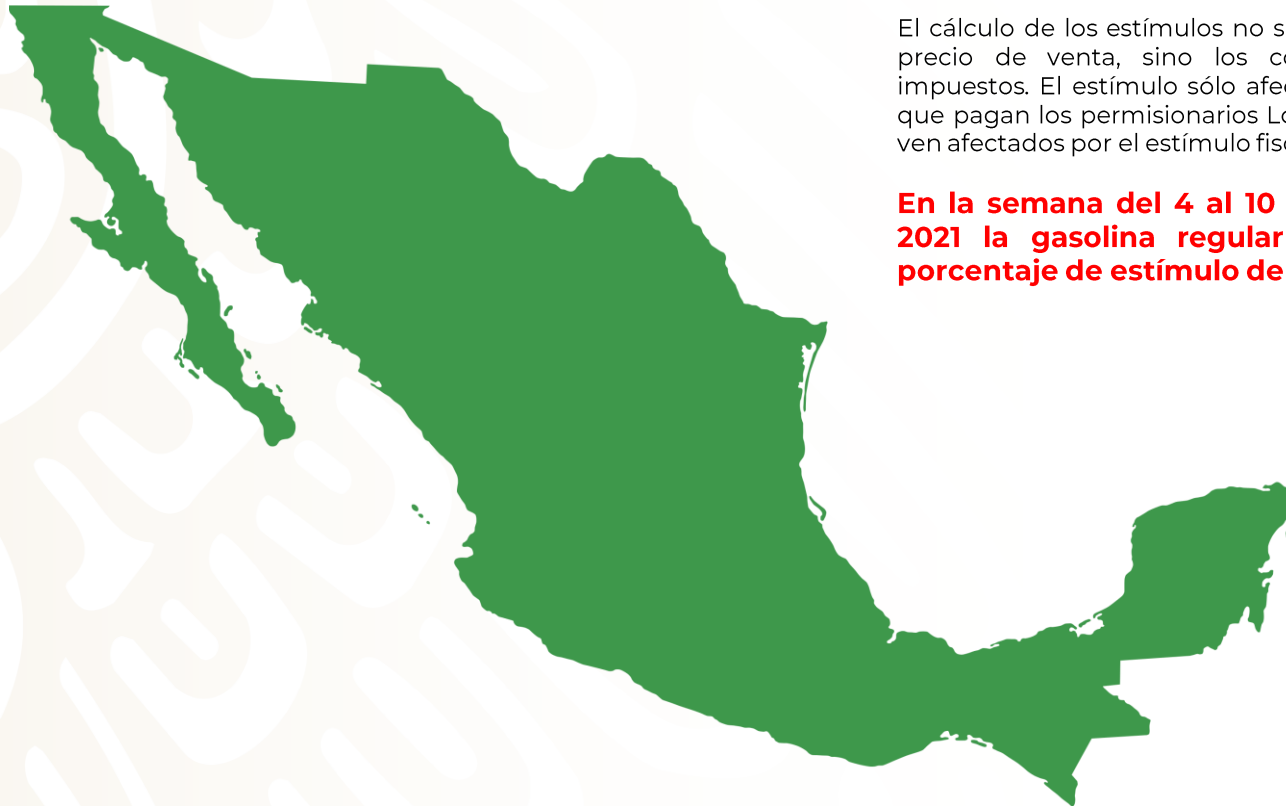 El cálculo de los estímulos no s
precio de venta, sino los co
impuestos. El estímulo sólo afec
que pagan los permisionarios Lo
ven afectados por el estímulo fisc
En la semana del 4 al 10
2021 la gasolina regular
porcentaje de estímulo de